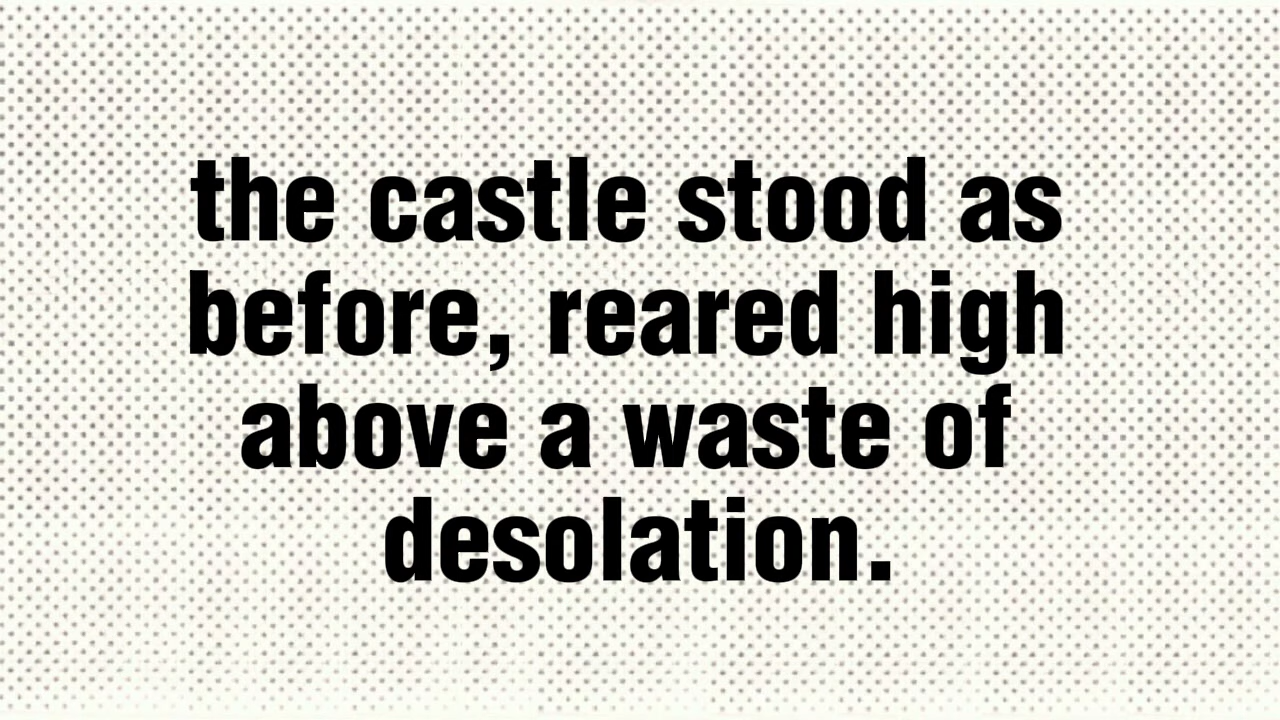 the castle stood as
before, reared high
above a waste of
desolation.